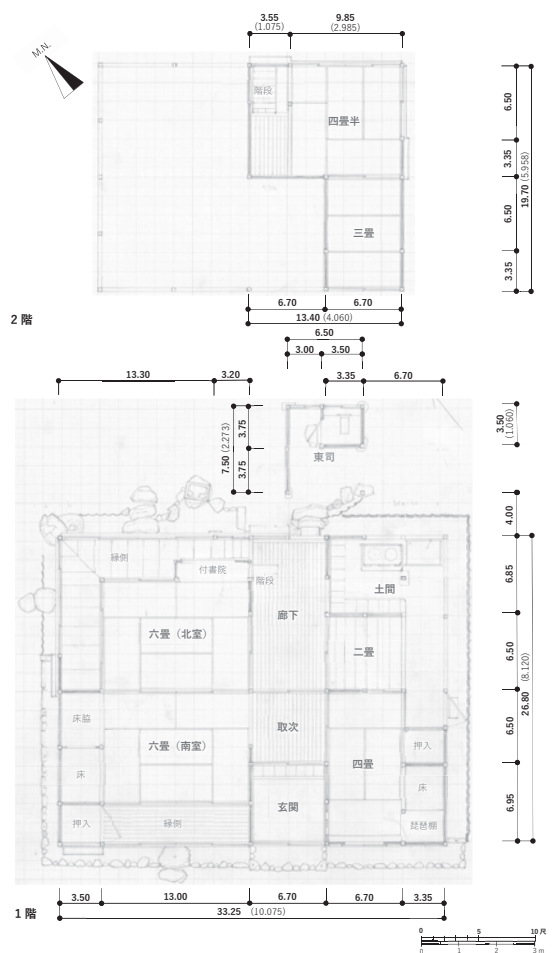 3.55
(1.075)
9.85
(2.985)
M.N.
階段
四畳半
三畳
6.50
3.35
6.50
3.35
19.70 (5.958)
6.70
6.70
13.40 (4.060)
2 階
6.50
3.00
3.50
13.30
3.20
3.35
6.70
7.50 (2.273)
3.75
3.75
東司
3.50
(1.060)
4.00
縁側
付書院
階段
土間
廊下
六畳（北室）
二畳
6.85
6.50
床脇
取次
六畳（南室）
押入
四畳
床
床
玄関
押入
縁側
琵琶棚
6.50
6.95
26.80 (8.120)
3.50
13.00
6.70
6.70
3.35
1 階
33.25 (10.075)
0
5
10 尺
0
1
2
3 m